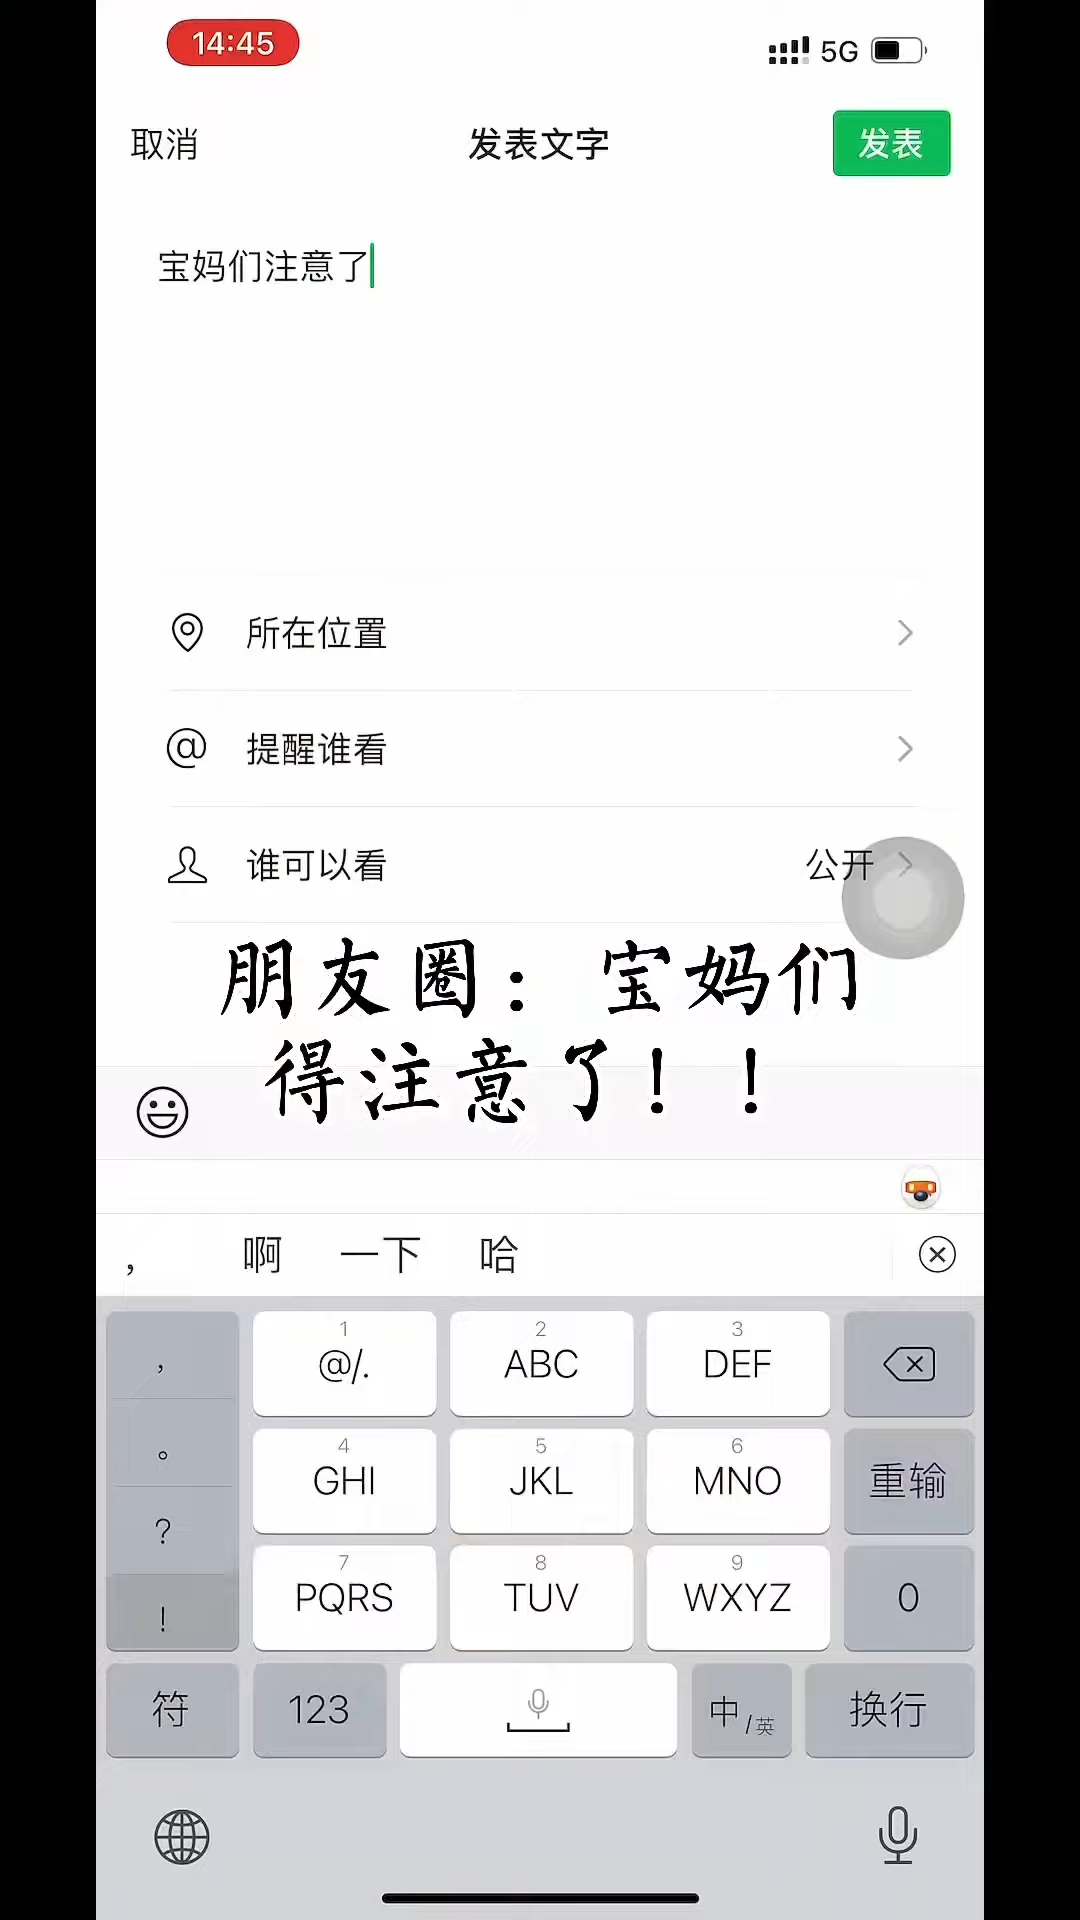 14:45
5G
取消
发表文字
发表
宝妈们注意了
所在位置
@ 提醒谁看
谁可以看
公开
朋友圈：宝妈们
得注意了！！
， 啊 一下 哈
，
1
@/.
2
ABC
3
DEF
。
4
GHI
5
JKL
6
MNO
重输
?
7
PQRS
8
TUV
9
WXYZ
0
!
符
123
中/英
换行